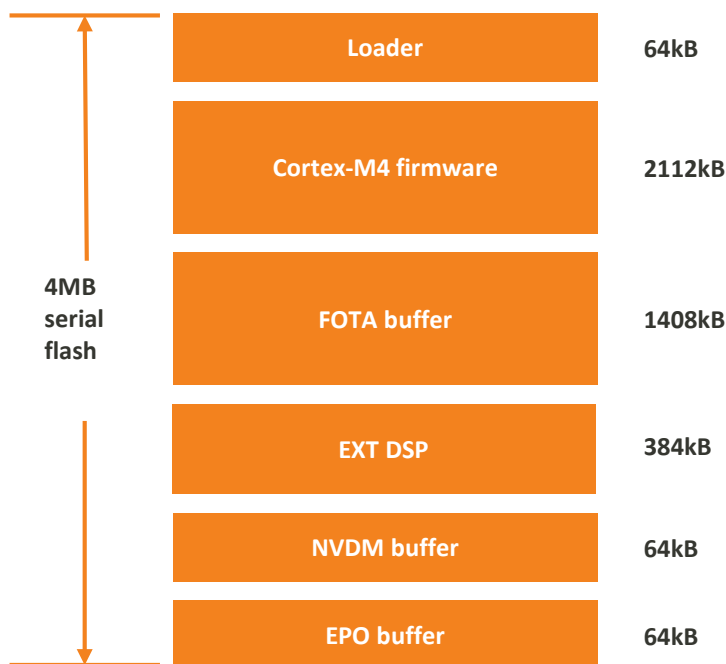 Loader
64kB
Cortex-M4 firmware
2112kB
4MB
serial
flash
FOTA buffer
1408kB
EXT DSP
384kB
NVDM buffer
64kB
EPO buffer
64kB